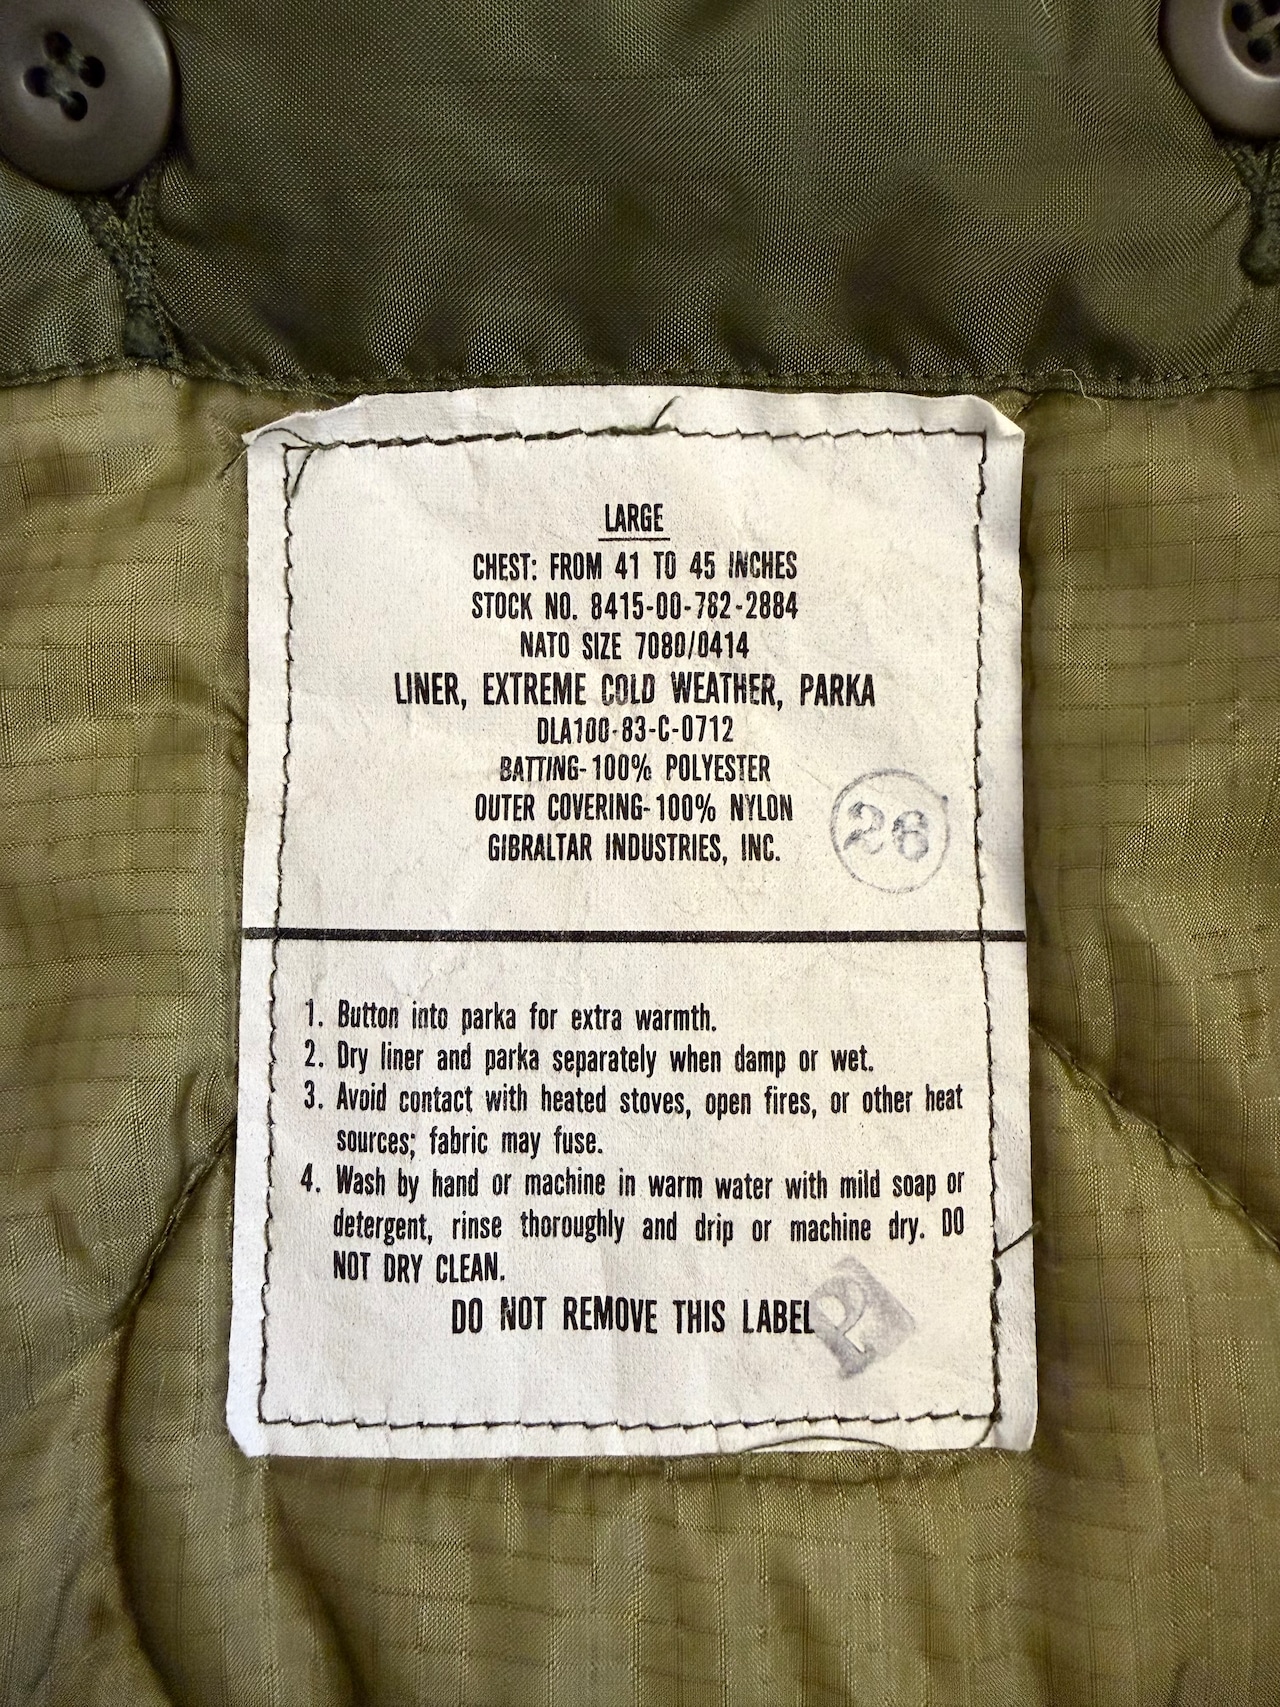 LARGE
CHEST: FROM 41 TO 45 INCHES
STOCK NO. 8415-00-782-2884
NATO SIZE 7080/0414
LINER, EXTREME COLD WEATHER, PARKA
DLA100-83-C-0712
BATTING-100% POLYESTER
OUTER COVERING-100% NYLON
GIBRALTAR INDUSTRIES, INC.
26
1. Button into parka for extra warmth.
2. Dry liner and parka separately when damp or wet.
3. Avoid contact with heated stoves, open fires, or other heat
sources; fabric may fuse.
4. Wash by hand or machine in warm water with mild soap or
detergent, rinse thoroughly and drip or machine dry. DO
NOT DRY CLEAN.
DO NOT REMOVE THIS LABEL
P